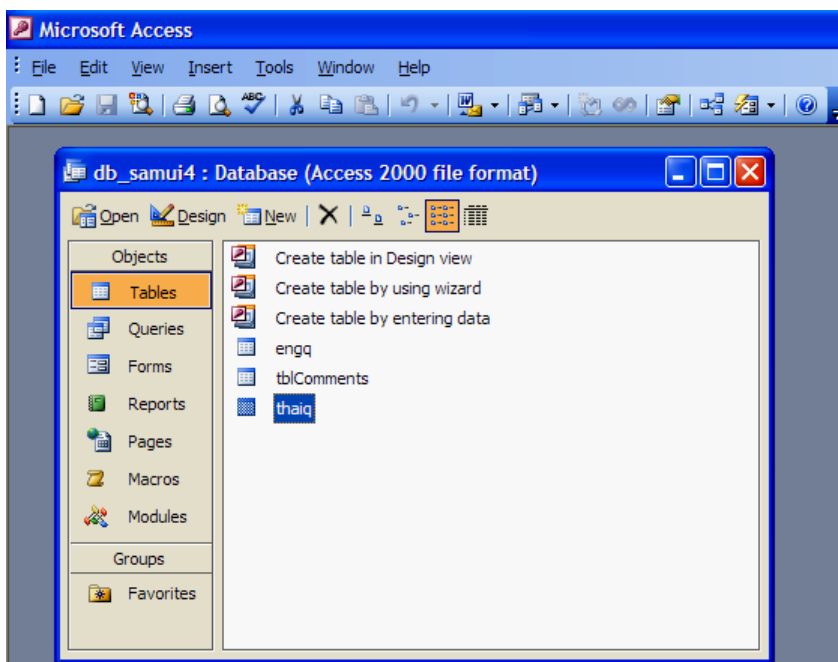 Microsoft Access
File Edit View Insert Tools Window Help
ABC
db_samui4 : Database (Access 2000 file format)
Open Design New
Objects
Tables
Queries
Forms
Reports
Pages
Macros
Modules
Groups
Favorites
Create table in Design view
Create table by using wizard
Create table by entering data
engq
tblComments
thaiq